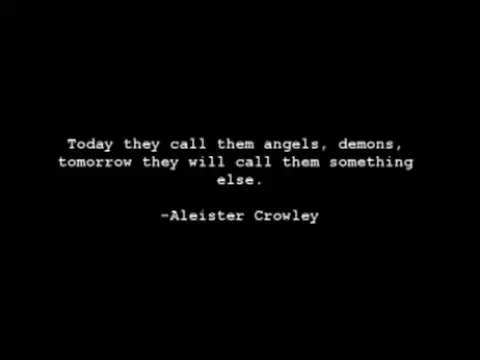 Today they call them angels, demons,
tomorrow they will call them something
else.
-Aleister Crowley